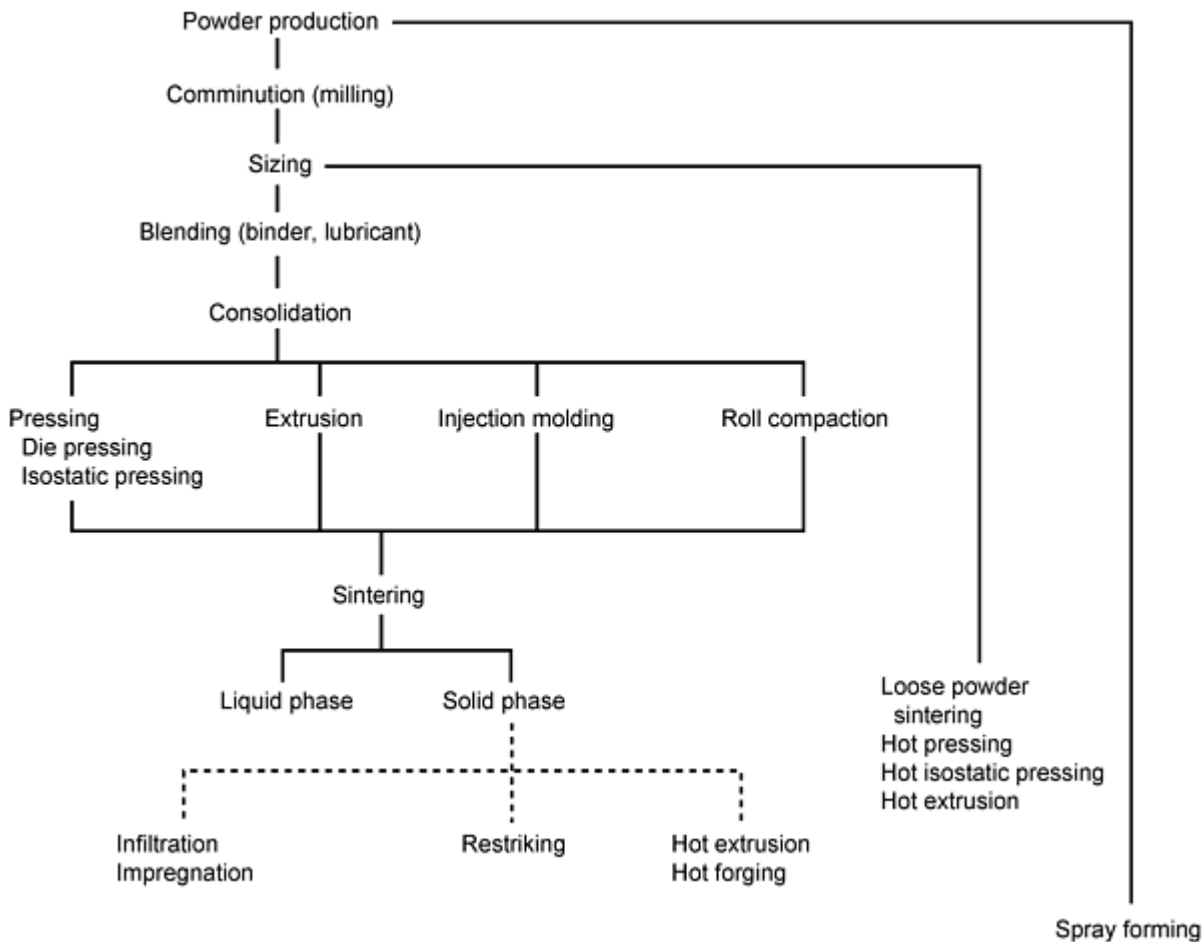 Powder production
Comminution (milling)
Sizing
Blending (binder, lubricant)
Consolidation
Pressing
Die pressing
Isostatic pressing
Extrusion
Injection molding
Roll compaction
Sintering
Liquid phase
Solid phase
Loose powder
sintering
Hot pressing
Hot isostatic pressing
Hot extrusion
Infiltration
Impregnation
Restriking
Hot extrusion
Hot forging
Spray forming